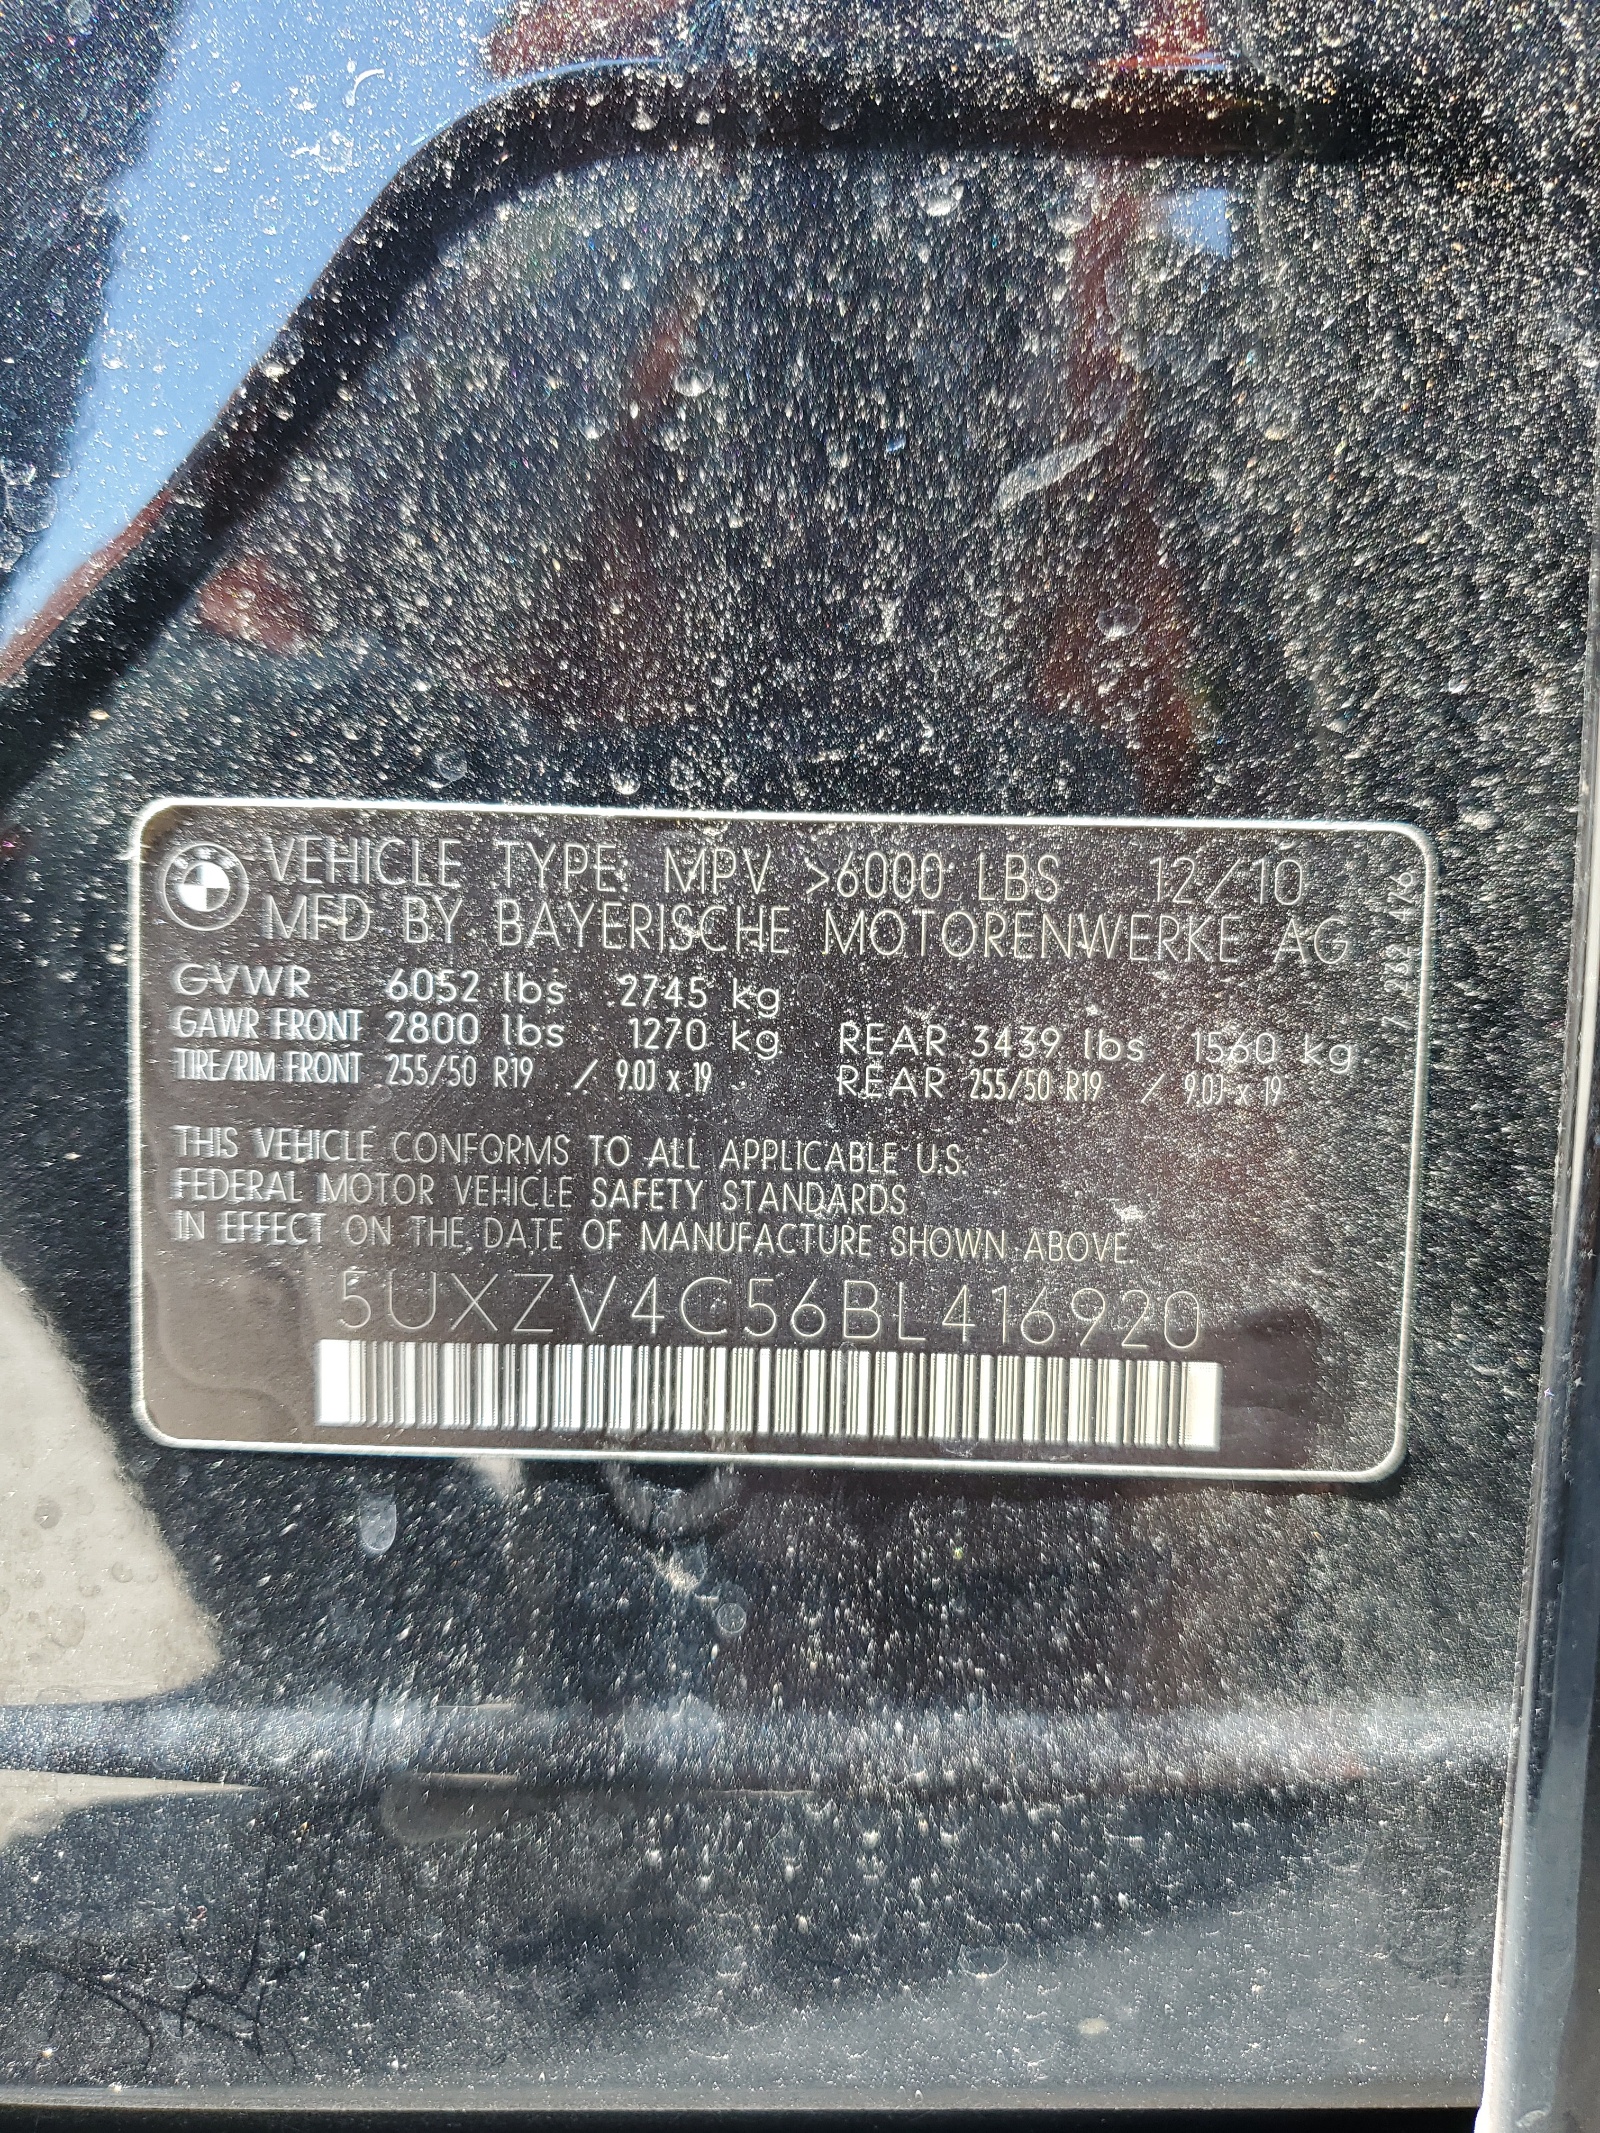 VEHICLE TYPE: MPV >6000 LBS 12/10
MFD BY BAYERISCHE MOTORENWERKE AG
GVWR 6052 lbs 2745 kg
GAWR FRONT 2800 lbs 1270 kg REAR 3439 lbs 1560 kg
TIRE/RIM FRONT 255/50 R19 / 9.0J x 19 REAR 255/50 R19 / 9.0J x 19
THIS VEHICLE CONFORMS TO ALL APPLICABLE U.S.
FEDERAL MOTOR VEHICLE SAFETY STANDARDS
IN EFFECT ON THE DATE OF MANUFACTURE SHOWN ABOVE.
5UXZV4C56BL416920